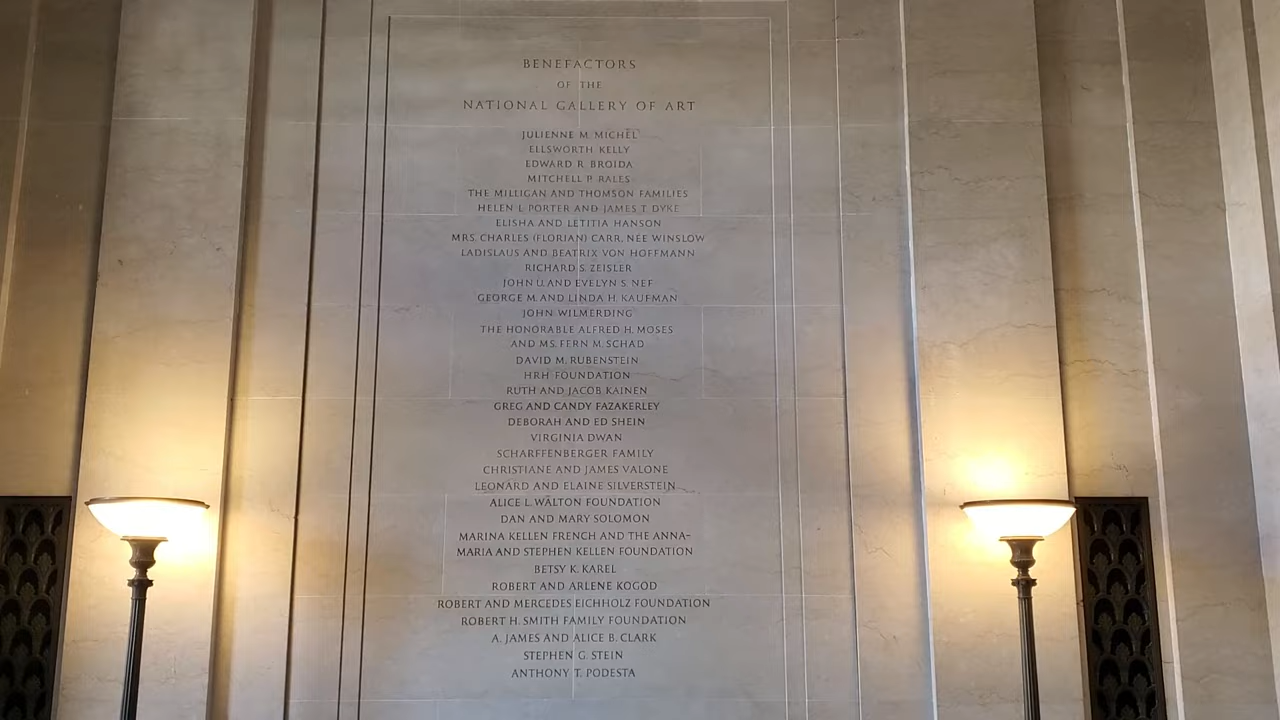 BENEFACTORS
OF THE
NATIONAL GALLERY OF ART
JULIENNE M. MICHEL
ELLSWORTH KELLY
EDWARD R. BROIDA
MITCHELL P. RALES
THE MILLIGAN AND THOMSON FAMILIES
HELEN L. PORTER AND JAMES T. DYKE
ELISHA AND LETITIA HANSON
MRS. CHARLES (FLORIAN) CARR, NÉE WINSLOW
LADISLAUS AND BEATRIX VON HOFFMANN
RICHARD S. ZEISLER
JOHN U. AND EVELYN S. NEF
GEORGE M. AND LINDA H. KAUFMAN
JOHN WILMERDING
THE HONORABLE ALFRED H. MOSES
AND MS. FERN M. SCHAD
DAVID M. RUBENSTEIN
HRH FOUNDATION
RUTH AND JACOB KAINEN
GREG AND CANDY FAZAKERLEY
DEBORAH AND ED SHEIN
VIRGINIA DWAN
SCHARFFENBERGER FAMILY
CHRISTIANE AND JAMES VALONE
LEONARD AND ELAINE SILVERSTEIN
ALICE L. WALTON FOUNDATION
DAN AND MARY SOLOMON
MARINA KELLEN FRENCH AND THE ANNA-
MARIA AND STEPHEN KELLEN FOUNDATION
BETSY K. KAREL
ROBERT AND ARLENE KOGOD
ROBERT AND MERCEDES EICHHOLZ FOUNDATION
ROBERT H. SMITH FAMILY FOUNDATION
A. JAMES AND ALICE B. CLARK
STEPHEN G. STEIN
ANTHONY T. PODESTA